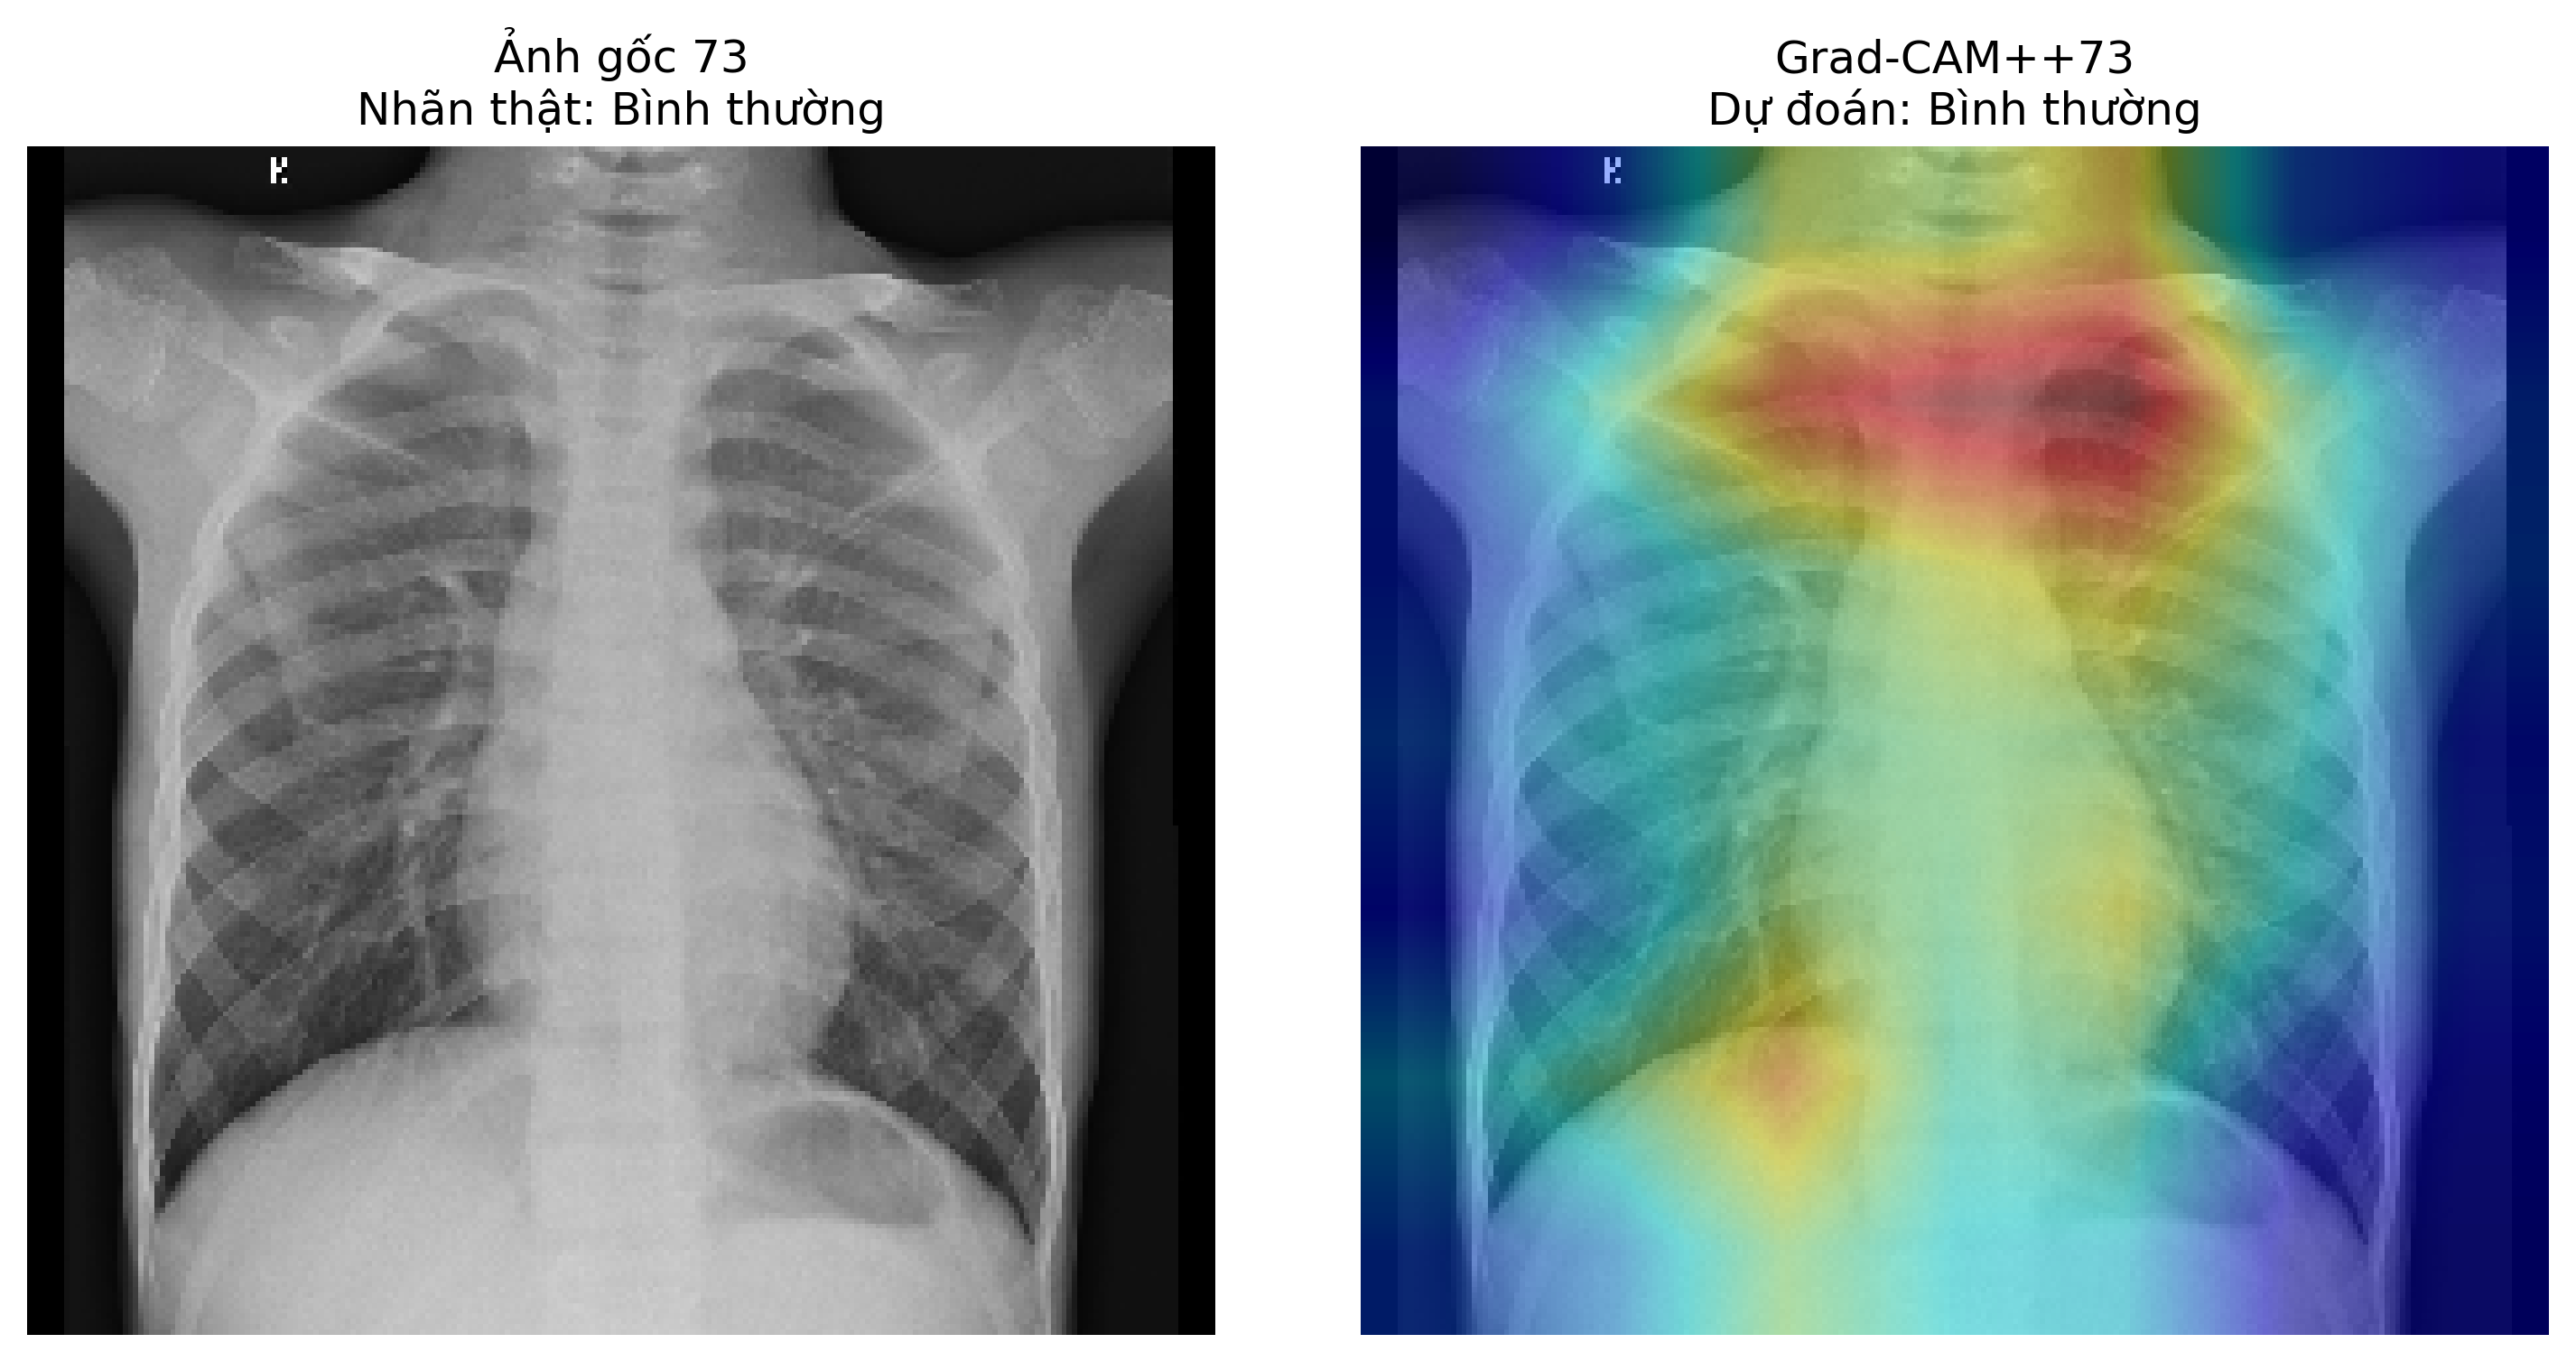 Ảnh gốc 73
Nhãn thật: Bình thường
Grad-CAM++73
Dự đoán: Bình thường